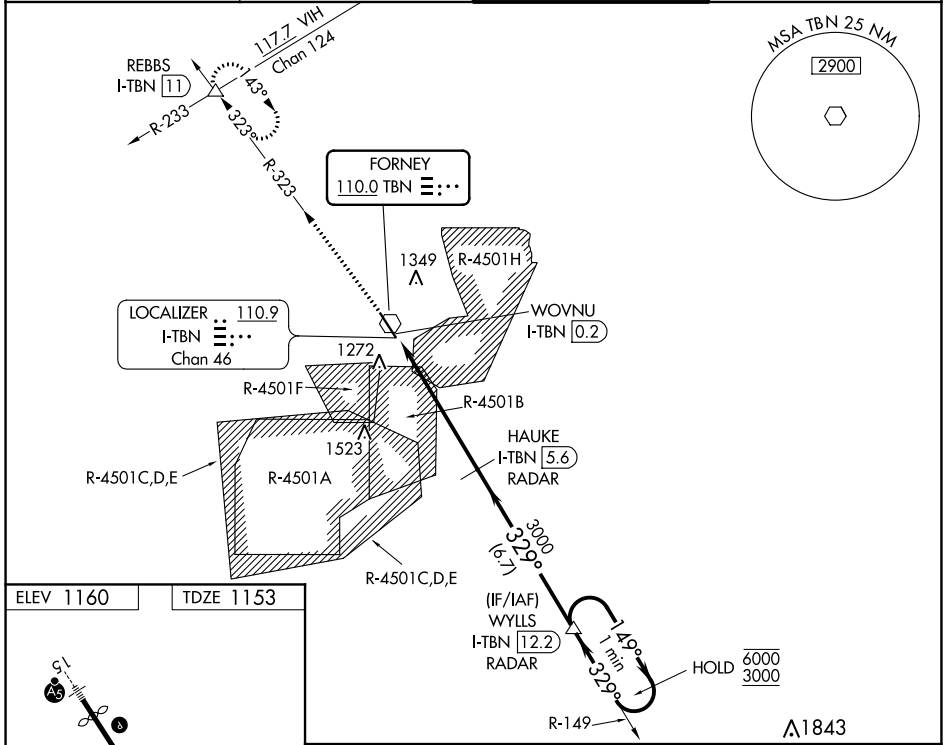 117.7 VIH
Chan 124
REBBS
I-TBN 11
R-233
143°
323°
R-323
MSA TBN 25 NM
2900
FORNEY
110.0 TBN
1349
R-4501H
LOCALIZER 110.9
I-TBN
Chan 46
WOVNU
I-TBN 0.2
1272
R-4501F
R-4501B
1523
HAUKE
I-TBN 5.6
RADAR
R-4501C,D,E
R-4501A
3000
329°
(6.7)
R-4501C,D,E
(IF/IAF)
WYLLS
I-TBN 12.2
RADAR
149°
1 min
329°
HOLD 6000
3000
R-149
1843
ELEV 1160
TDZE 1153
15
A5